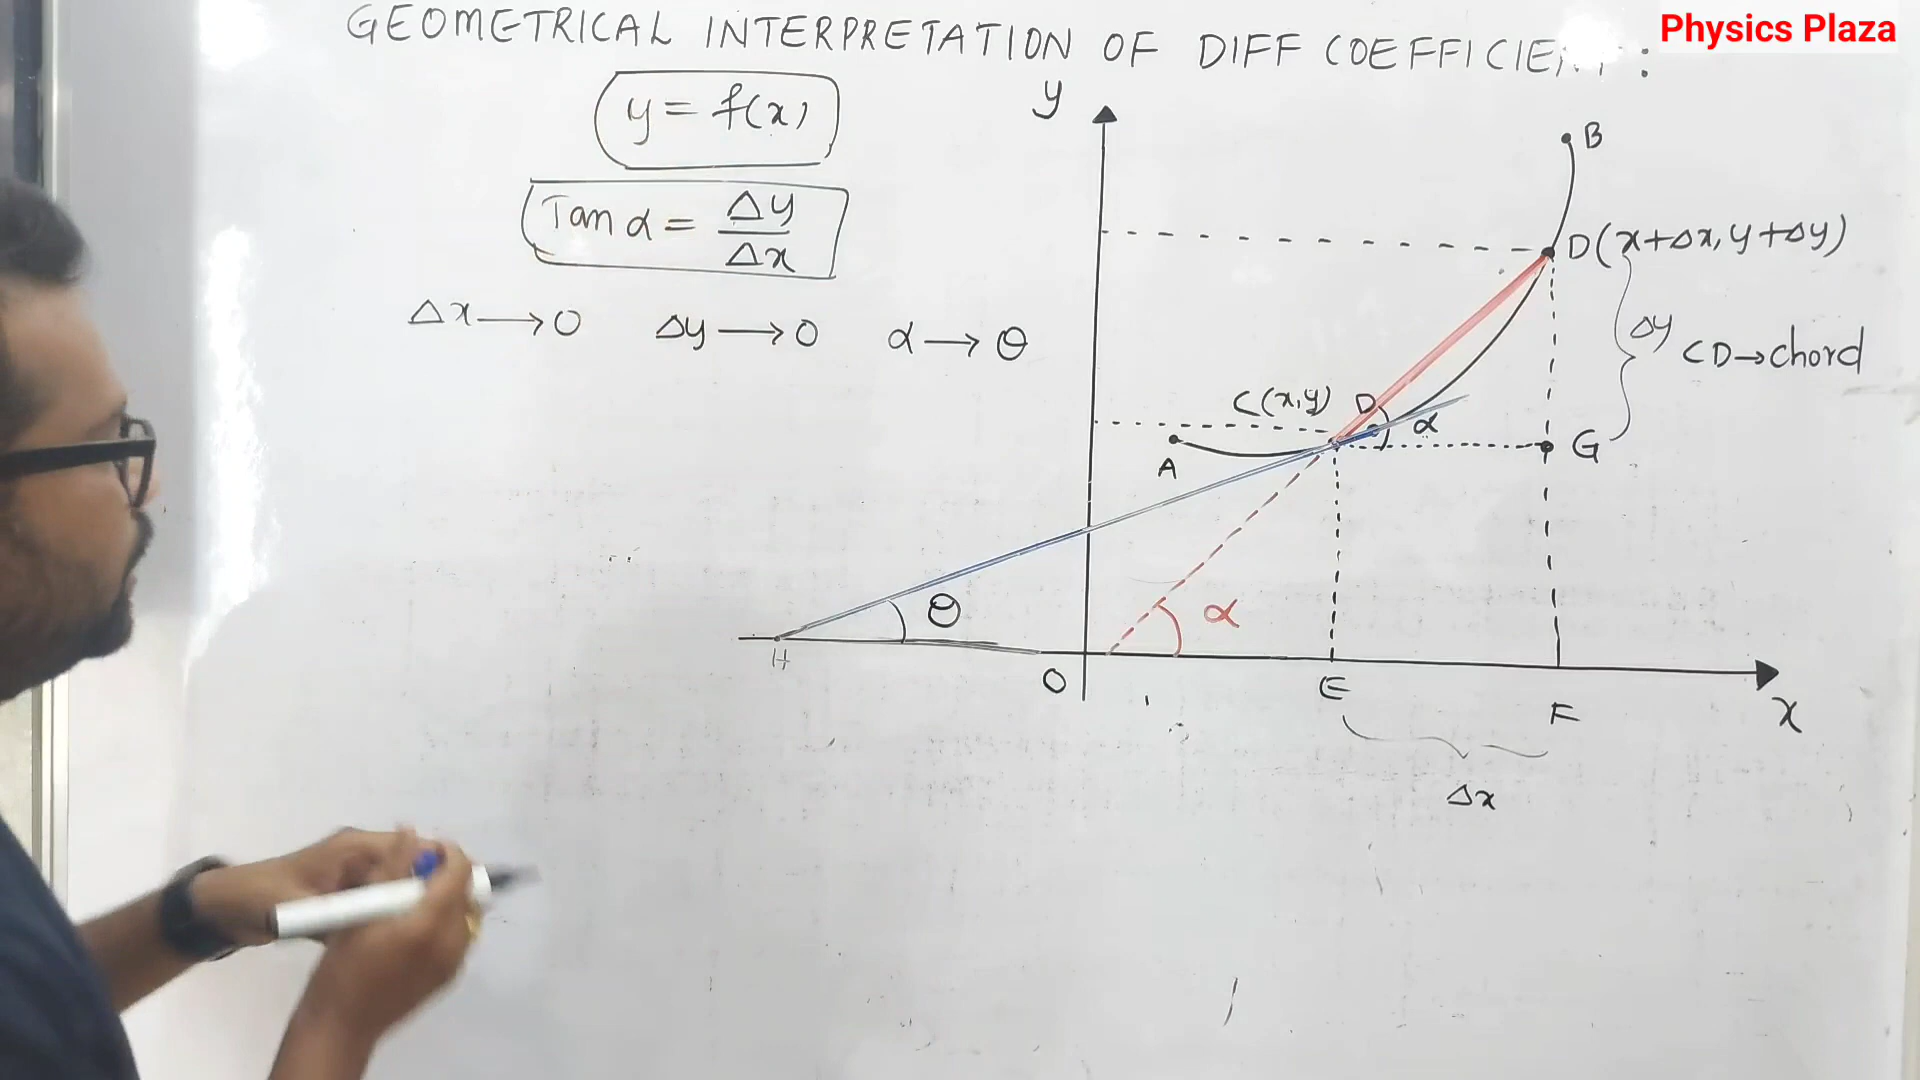 Physics Plaza
GEOMETRICAL INTERPRETATION OF DIFF COEFFICIENT:
y = f(x)
Tan α = Δy/Δx
Δx → 0 Δy → 0 α → θ
y
B
D(x+Δx, y+Δy)
Δy
CD → chord
C(x,y) D
α
A
G
θ
α
H
O
E
F
x
Δx